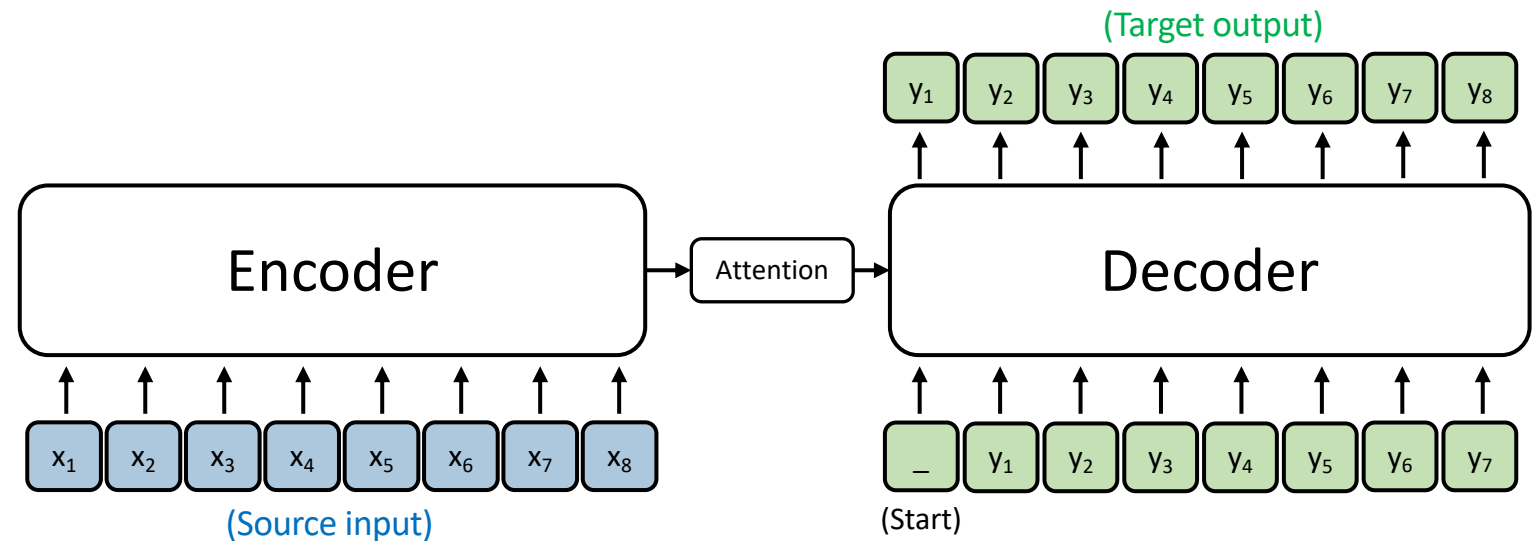 (Target output)
y₁ y₂ y₃ y₄ y₅ y₆ y₇ y₈
Encoder
Attention
Decoder
x₁ x₂ x₃ x₄ x₅ x₆ x₇ x₈
_ y₁ y₂ y₃ y₄ y₅ y₆ y₇
(Source input)
(Start)